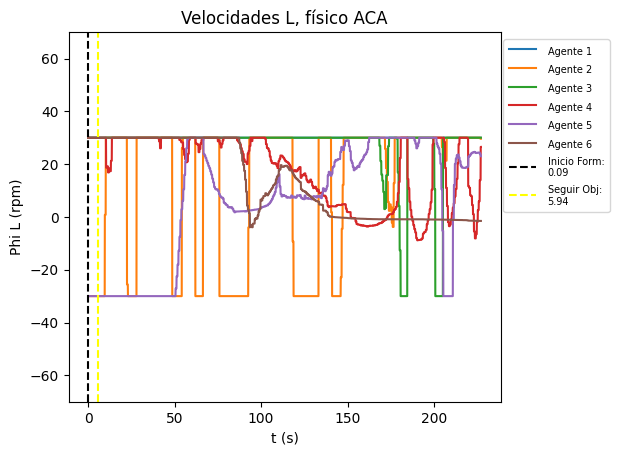 Velocidades L, físico ACA
Phi L (rpm)
60
40
20
0
−20
−40
−60
0
50
100
150
200
t (s)
Agente 1
Agente 2
Agente 3
Agente 4
Agente 5
Agente 6
Inicio Form:
0.09
Seguir Obj:
5.94